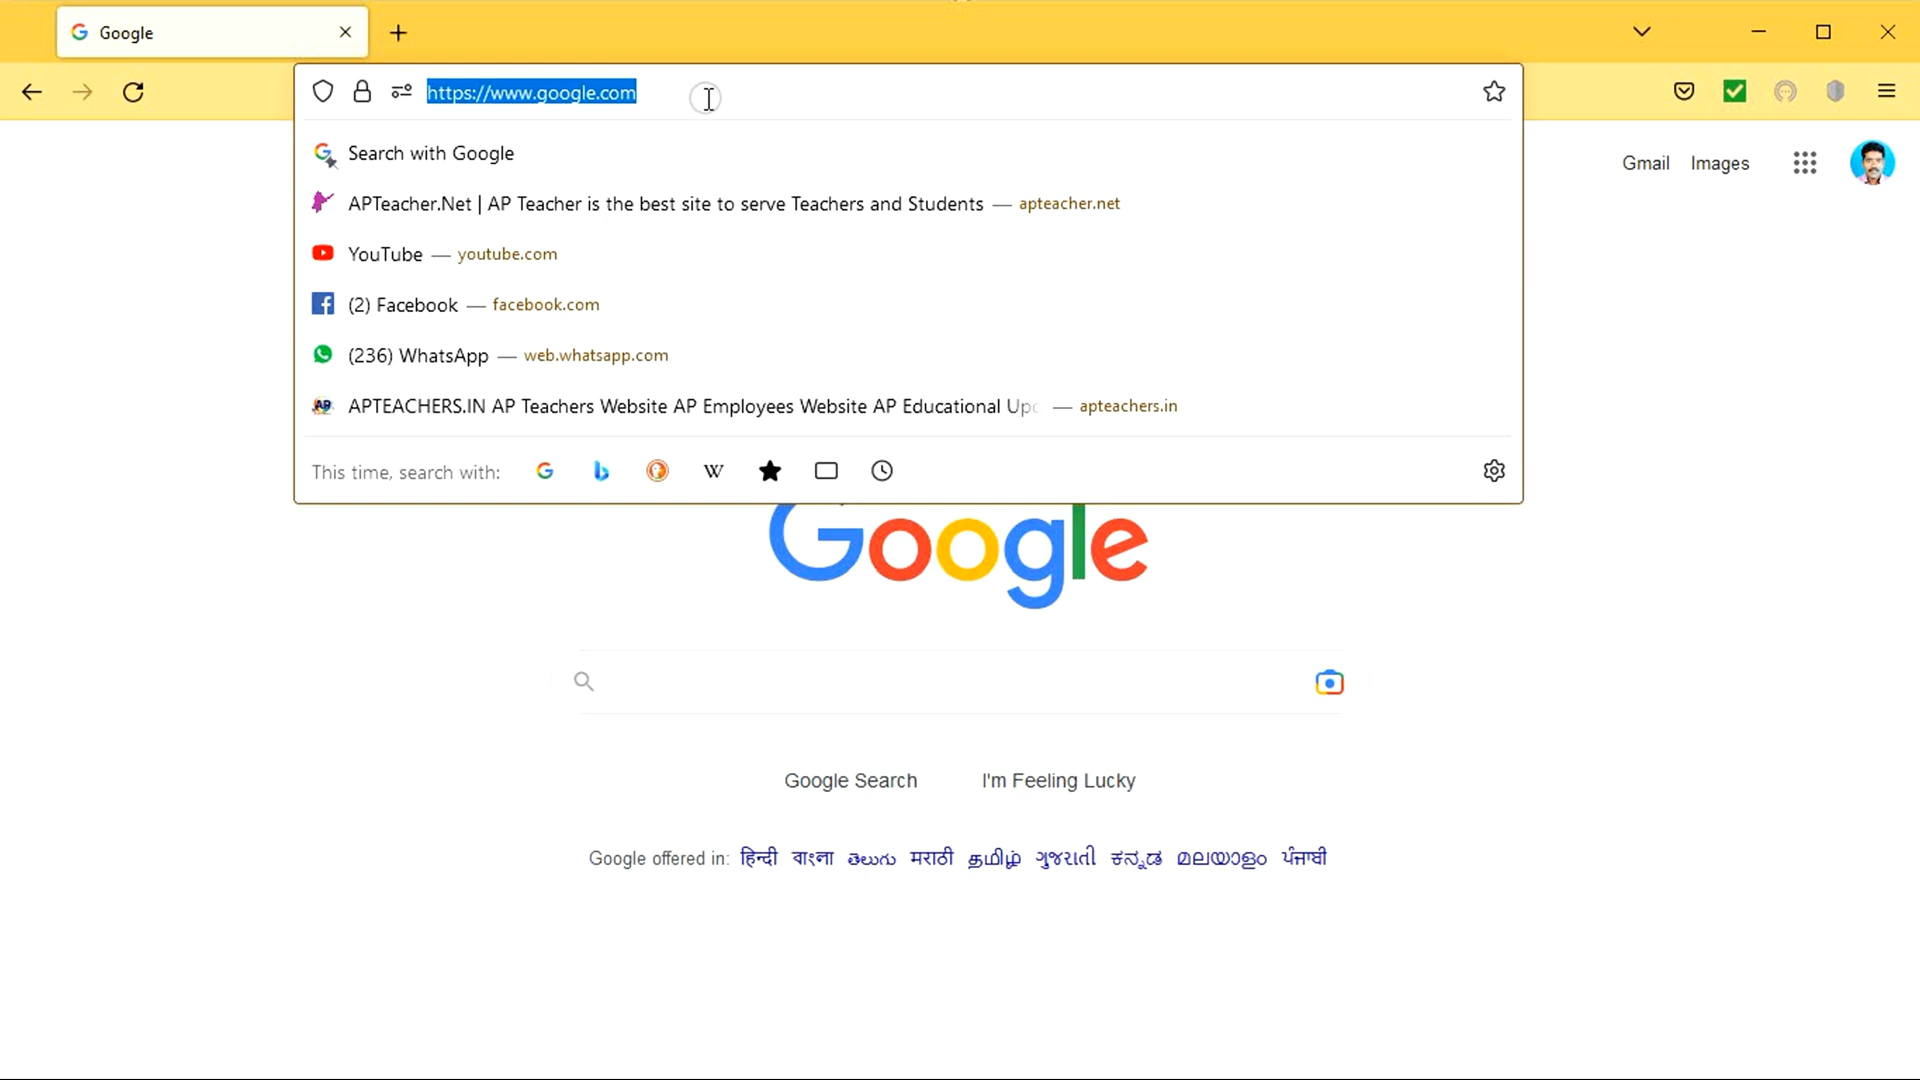 Google
https://www.google.com
Search with Google
APTeacher.Net | AP Teacher is the best site to serve Teachers and Students — apteacher.net
YouTube — youtube.com
(2) Facebook — facebook.com
(236) WhatsApp — web.whatsapp.com
APTEACHERS.IN AP Teachers Website AP Employees Website AP Educational — apteachers.in
This time, search with:
Gmail Images
Google
Google Search I'm Feeling Lucky
Google offered in: हिन्दी বাংলা తెలుగు मराठी தமிழ் ગુજરાતી ಕನ್ನಡ മലയാളം ਪੰਜਾਬੀ